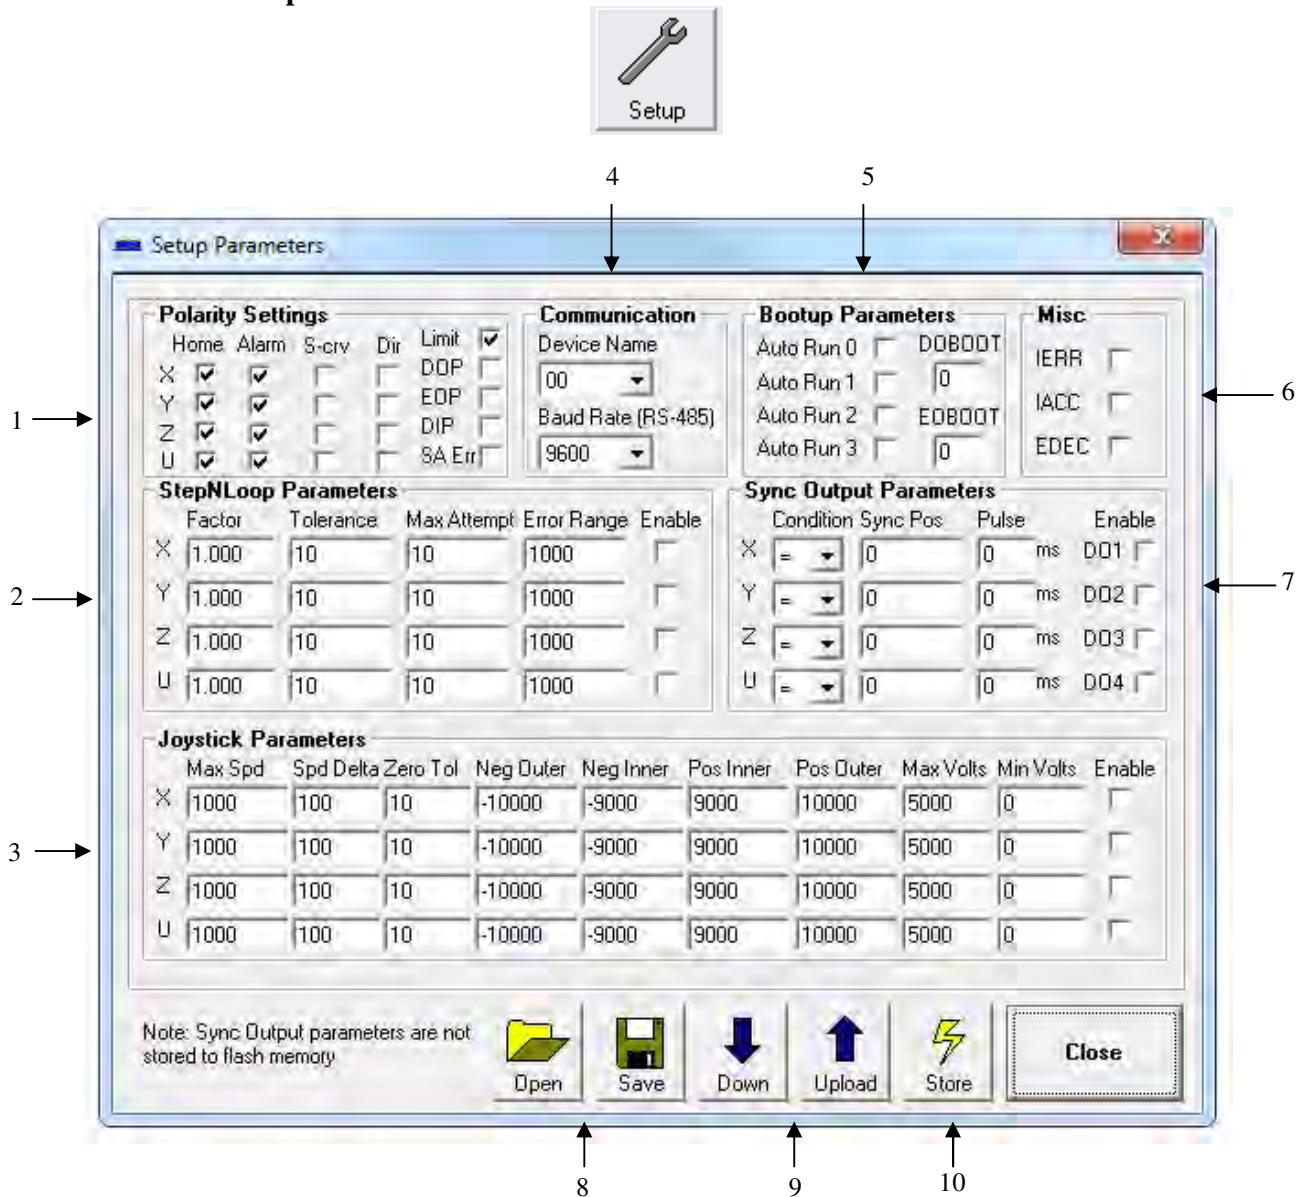 Setup
4 5
Setup Parameters
Polarity Settings
Home Alarm S-crv Dir
X
Y
Z
U
Limit
DOP
EOP
DIP
SA Err
Communication
Device Name
00
Baud Rate (RS-485)
9600
Bootup Parameters
Auto Run 0
Auto Run 1
Auto Run 2
Auto Run 3
DOBOOT
0
EOBOOT
0
Misc
IERR
IACC
EDEC
1
6
StepNLoop Parameters
Factor Tolerance Max Attempt Error Range Enable
X 1.000 10 10 1000
Y 1.000 10 10 1000
Z 1.000 10 10 1000
U 1.000 10 10 1000
Sync Output Parameters
Condition Sync Pos Pulse Enable
X = 0 0 ms DO1
Y = 0 0 ms DO2
Z = 0 0 ms DO3
U = 0 0 ms DO4
2
7
Joystick Parameters
Max Spd Spd Delta Zero Tol Neg Outer Neg Inner Pos Inner Pos Outer Max Volts Min Volts Enable
X 1000 100 10 -10000 -9000 9000 10000 5000 0
Y 1000 100 10 -10000 -9000 9000 10000 5000 0
Z 1000 100 10 -10000 -9000 9000 10000 5000 0
U 1000 100 10 -10000 -9000 9000 10000 5000 0
3
Note: Sync Output parameters are not
stored to flash memory
Open Save Down Upload Store Close
8 9 10